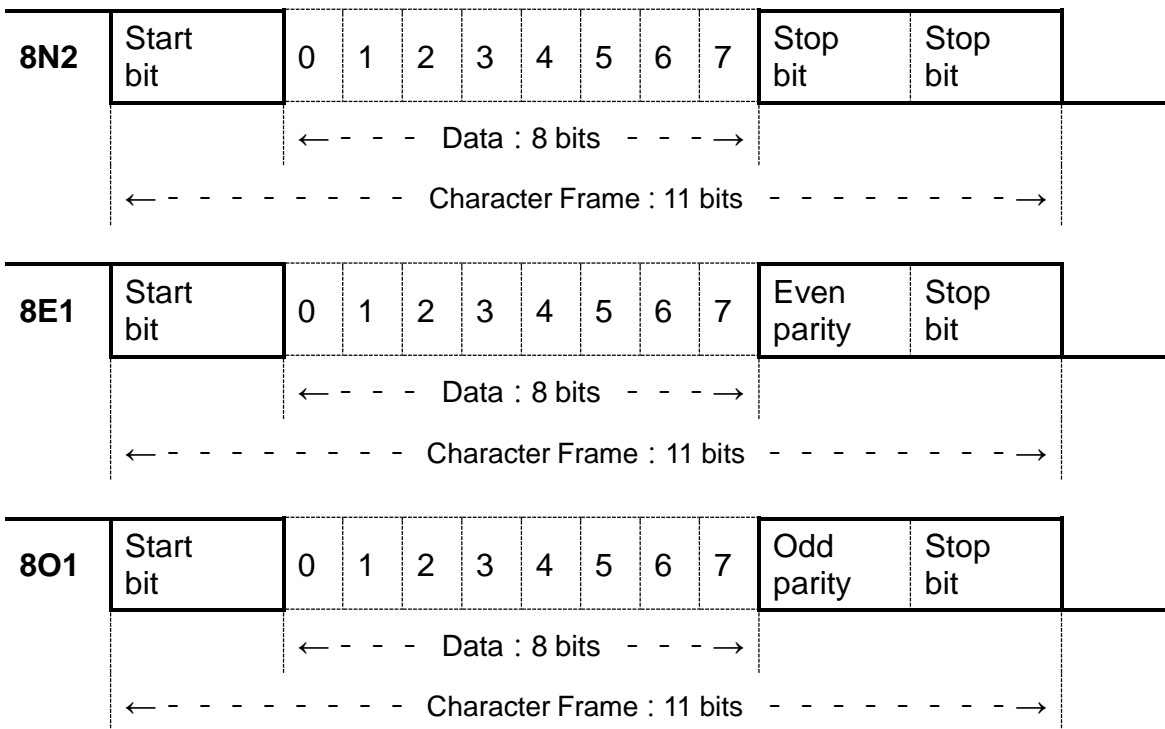 8N2 Start bit 0 1 2 3 4 5 6 7 Stop bit Stop bit
←- - - Data : 8 bits - - -→
←- - - - - - - - Character Frame : 11 bits - - - - - - - -→
8E1 Start bit 0 1 2 3 4 5 6 7 Even parity Stop bit
←- - - Data : 8 bits - - -→
←- - - - - - - - Character Frame : 11 bits - - - - - - - -→
8O1 Start bit 0 1 2 3 4 5 6 7 Odd parity Stop bit
←- - - Data : 8 bits - - -→
←- - - - - - - - Character Frame : 11 bits - - - - - - - -→